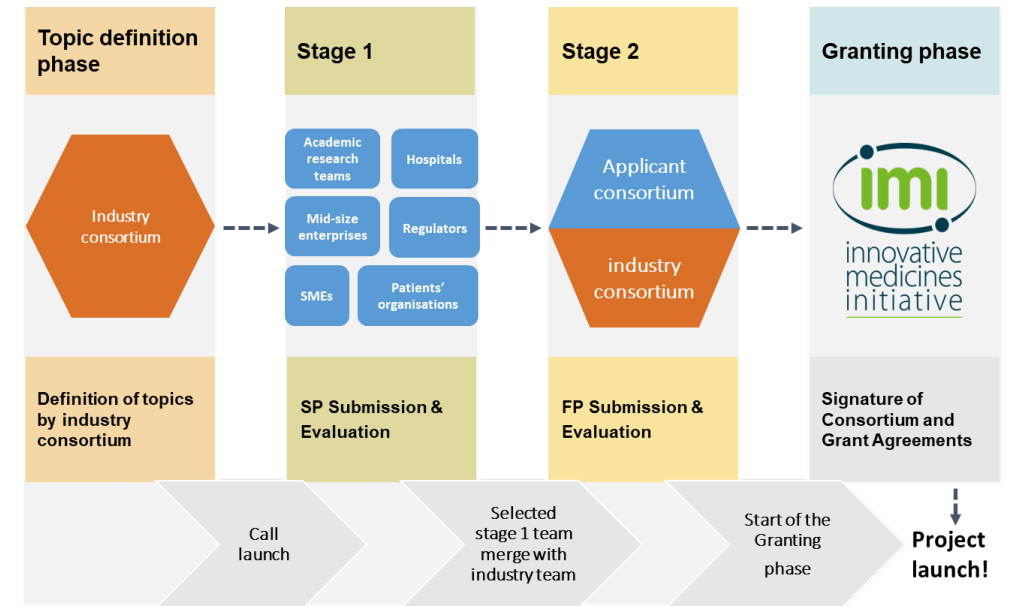 Topic definition
phase
Stage 1
Stage 2
Granting phase
Industry
consortium
Academic
research
teams
Hospitals
Mid-size
enterprises
Regulators
SMEs
Patients’
organisations
Applicant
consortium
industry
consortium
imi
innovative
medicines
initiative
Definition of topics
by industry
consortium
SP Submission &
Evaluation
FP Submission &
Evaluation
Signature of
Consortium and
Grant Agreements
Call
launch
Selected
stage 1 team
merge with
industry team
Start of the
Granting
phase
Project
launch!